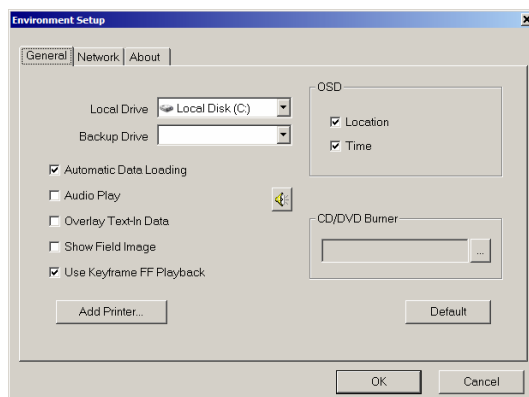 Environment Setup
General
Network
About
Local Drive
Local Disk (C:)
Backup Drive
Automatic Data Loading
Audio Play
Overlay Text-In Data
Show Field Image
Use Keyframe FF Playback
Add Printer...
OSD
Location
Time
CD/DVD Burner
...
Default
OK
Cancel